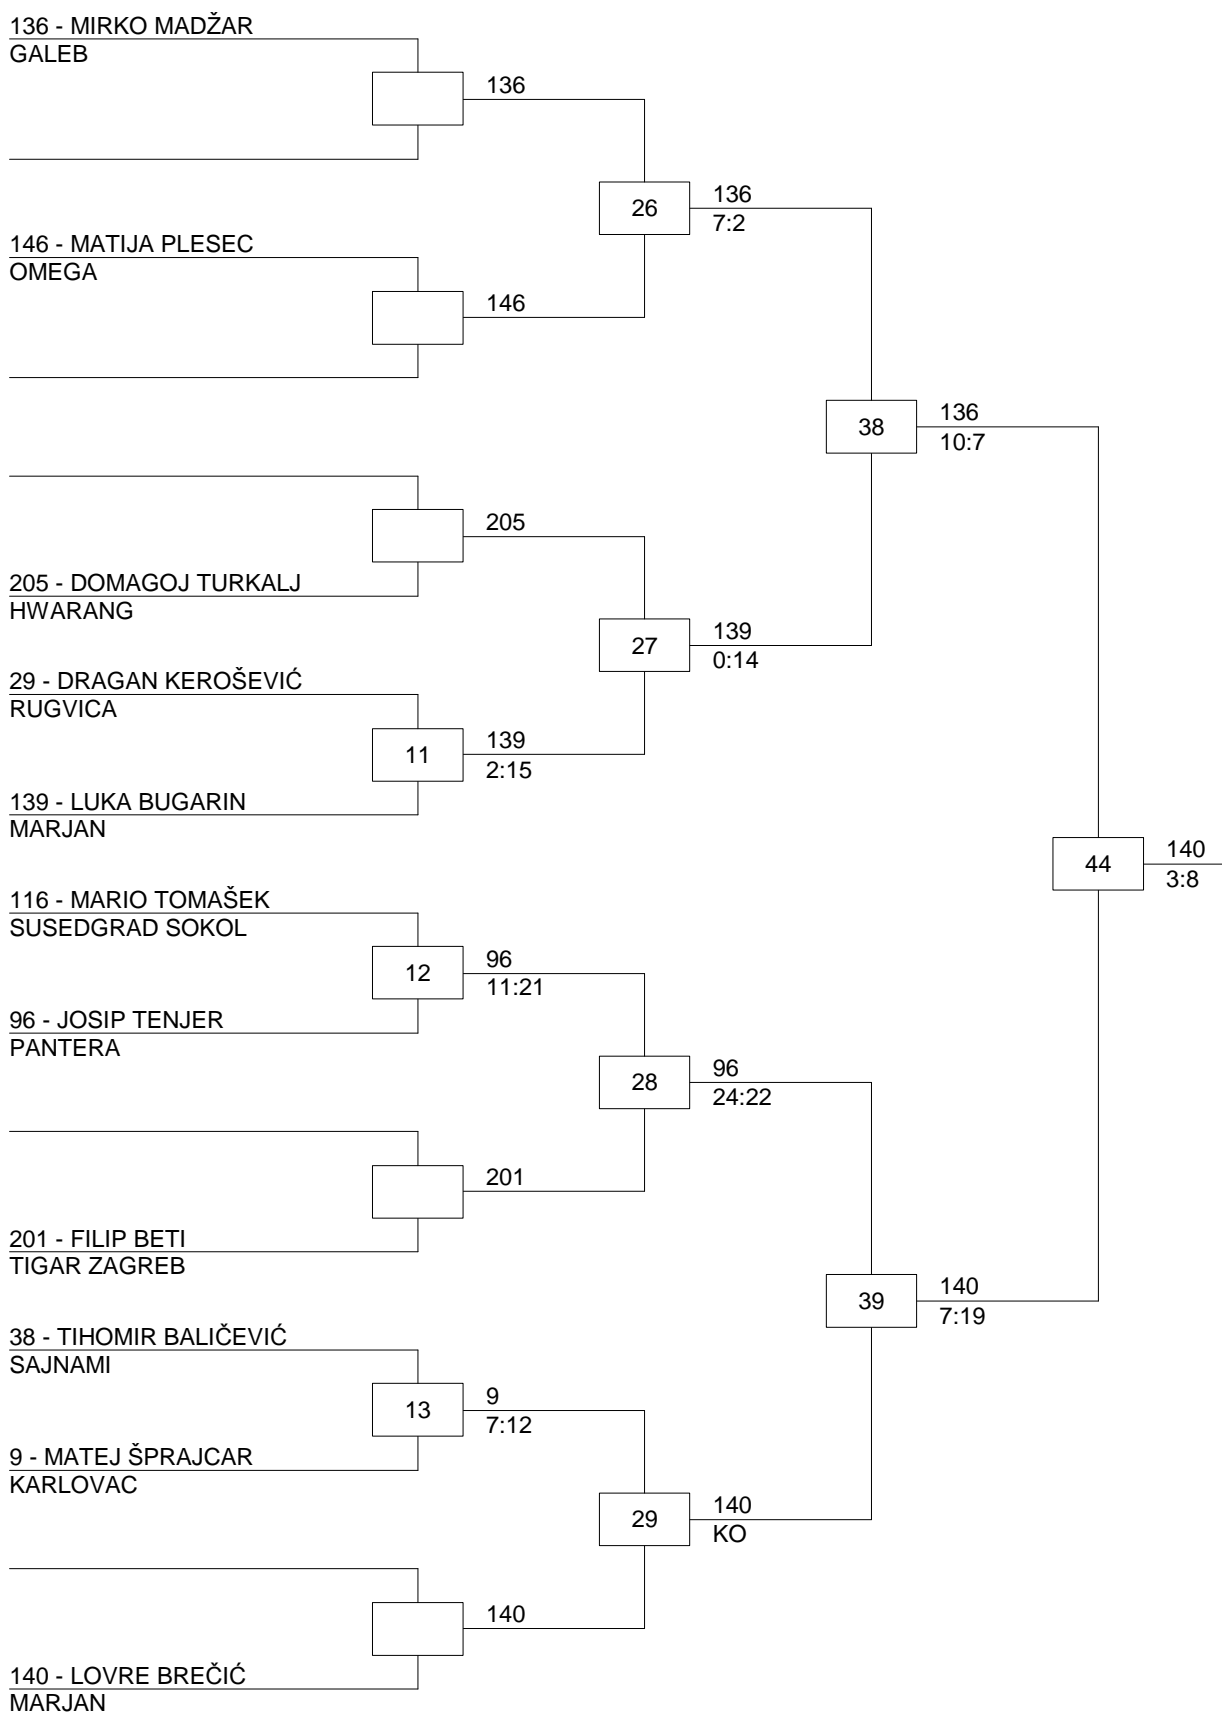 136 - MIRKO MADŽAR
GALEB
136
26
136
7:2
146 - MATIJA PLESEC
OMEGA
146
38
136
10:7
205
205 - DOMAGOJ TURKALJ
HWARANG
27
139
0:14
29 - DRAGAN KEROŠEVIĆ
RUGVICA
11
139
2:15
139 - LUKA BUGARIN
MARJAN
44
140
3:8
116 - MARIO TOMAŠEK
SUSEDGRAD SOKOL
12
96
11:21
96 - JOSIP TENJER
PANTERA
28
96
24:22
201
201 - FILIP BETI
TIGAR ZAGREB
39
140
7:19
38 - TIHOMIR BALIČEVIĆ
SAJNAMI
13
9
7:12
9 - MATEJ ŠPRAJCAR
KARLOVAC
29
140
KO
140
140 - LOVRE BREČIĆ
MARJAN